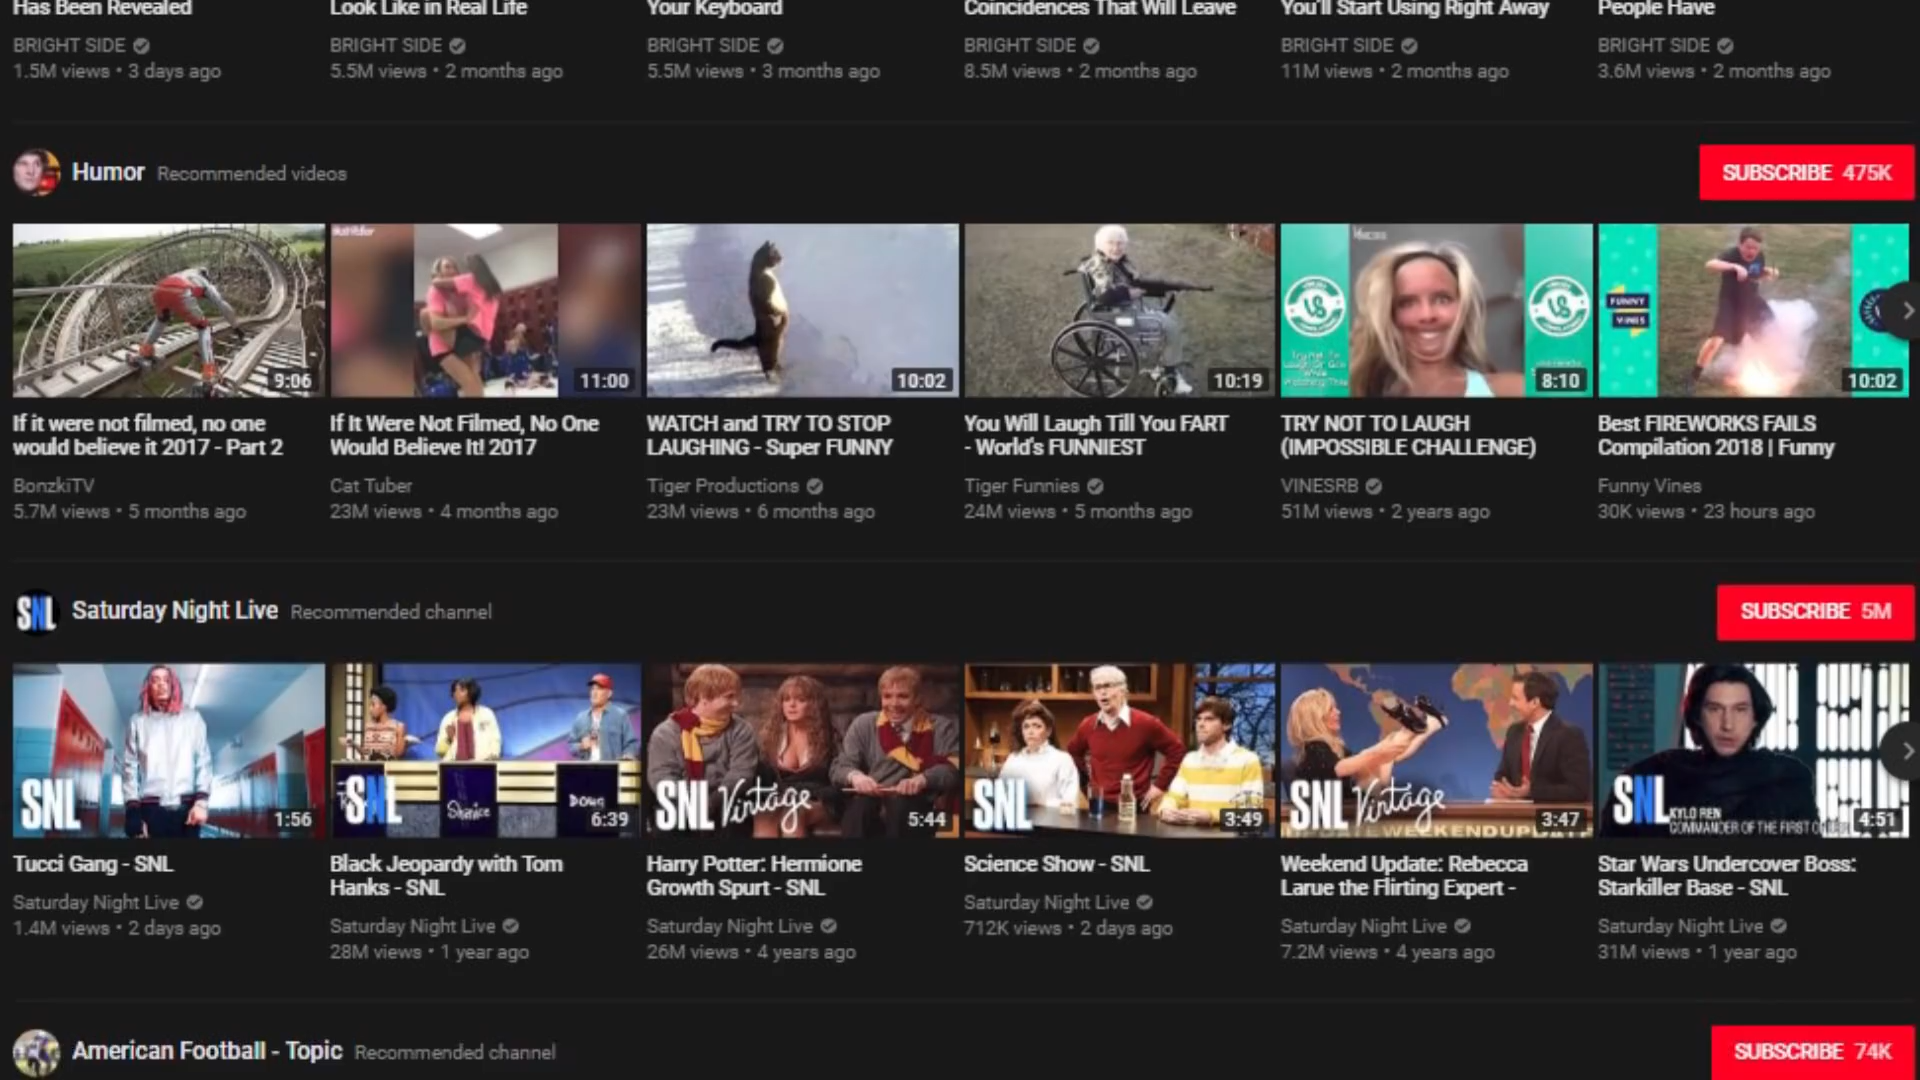 Has Been Revealed
Look Like in Real Life
Your Keyboard
Coincidences That Will Leave
You'll Start Using Right Away
People Have
BRIGHT SIDE
BRIGHT SIDE
BRIGHT SIDE
BRIGHT SIDE
BRIGHT SIDE
BRIGHT SIDE
1.5M views • 3 days ago
5.5M views • 2 months ago
5.5M views • 3 months ago
8.5M views • 2 months ago
11M views • 2 months ago
3.6M views • 2 months ago
Humor Recommended videos
SUBSCRIBE 475K
9:06
11:00
10:02
10:19
8:10
FUNNY
VINES
10:02
If it were not filmed, no one
would believe it 2017 - Part 2
BonzkiTV
5.7M views • 5 months ago
If It Were Not Filmed, No One
Would Believe It! 2017
Cat Tuber
23M views • 4 months ago
WATCH and TRY TO STOP
LAUGHING - Super FUNNY
Tiger Productions
23M views • 6 months ago
You Will Laugh Till You FART
- World's FUNNIEST
Tiger Funnies
24M views • 5 months ago
TRY NOT TO LAUGH
(IMPOSSIBLE CHALLENGE)
VINESRB
51M views • 2 years ago
Best FIREWORKS FAILS
Compilation 2018 | Funny
Funny Vines
30K views • 23 hours ago
SNL Saturday Night Live Recommended channel
SUBSCRIBE 5M
SNL
1:56
SNL
Shanice
DOUG
6:39
SNL Vintage
5:44
SNL
3:49
SNL Vintage
WEEKEND UP
3:47
SNL
KYLO REN
COMMANDER OF THE FIRST
4:51
Tucci Gang - SNL
Saturday Night Live
1.4M views • 2 days ago
Black Jeopardy with Tom
Hanks - SNL
Saturday Night Live
28M views • 1 year ago
Harry Potter: Hermione
Growth Spurt - SNL
Saturday Night Live
26M views • 4 years ago
Science Show - SNL
Saturday Night Live
712K views • 2 days ago
Weekend Update: Rebecca
Larue the Flirting Expert -
Saturday Night Live
7.2M views • 4 years ago
Star Wars Undercover Boss:
Starkiller Base - SNL
Saturday Night Live
31M views • 1 year ago
American Football - Topic Recommended channel
SUBSCRIBE 74K